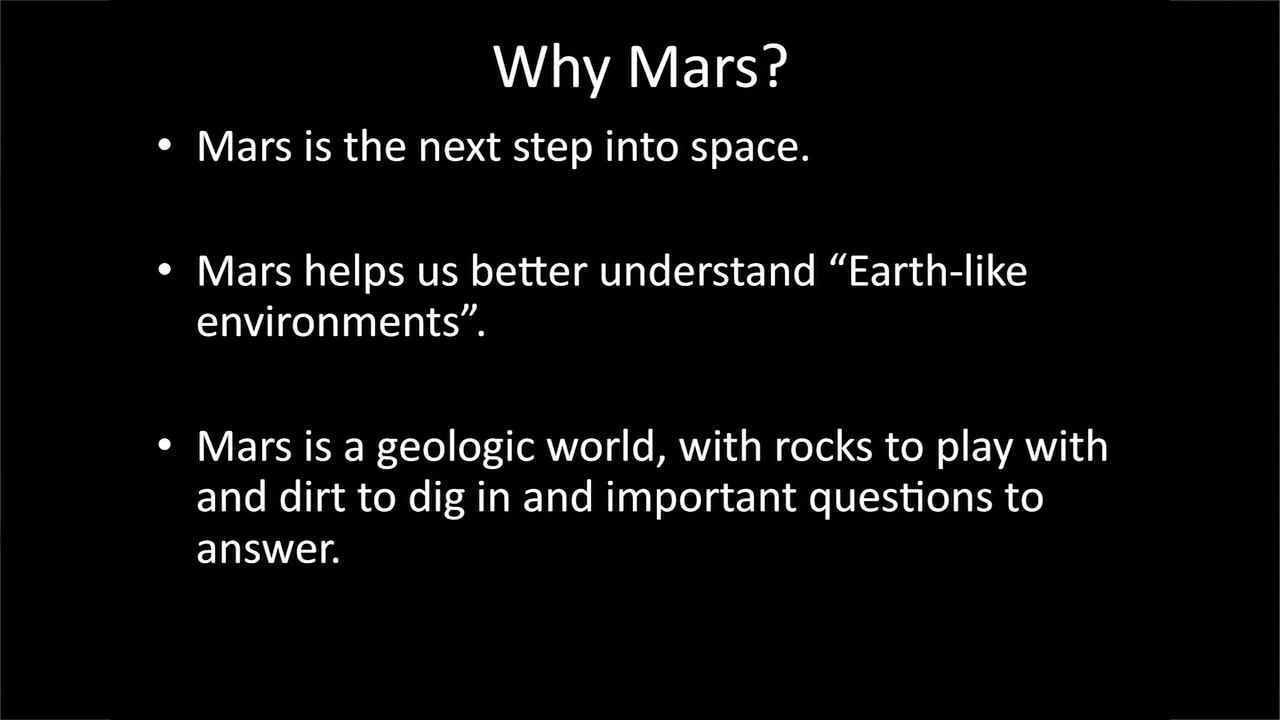 Why Mars?
• Mars is the next step into space.
• Mars helps us better understand “Earth-like
environments”.
• Mars is a geologic world, with rocks to play with
and dirt to dig in and important questions to
answer.